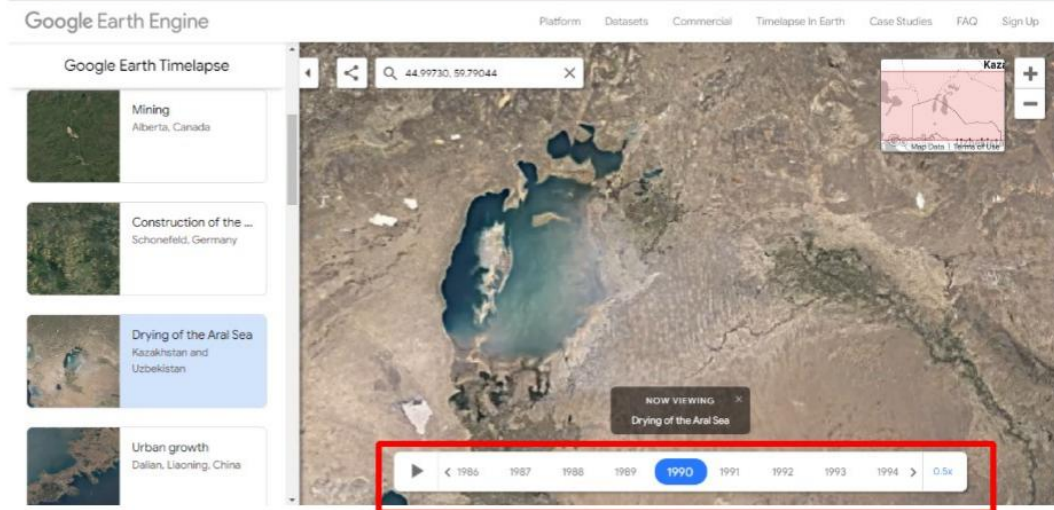 Google Earth Engine
Platform Datasets Commercial Timelapse In Earth Case Studies FAQ Sign Up
Google Earth Timelapse
Mining
Alberta, Canada
Construction of the ...
Schonefeld, Germany
Drying of the Aral Sea
Kazakhstan and
Uzbekistan
Urban growth
Dalian, Liaoning, China
44.99730, 59.79044
Kaza
Map Data | Terms of Use
NOW VIEWING
Drying of the Aral Sea
1986 1987 1988 1989 1990 1991 1992 1993 1994 0.5x